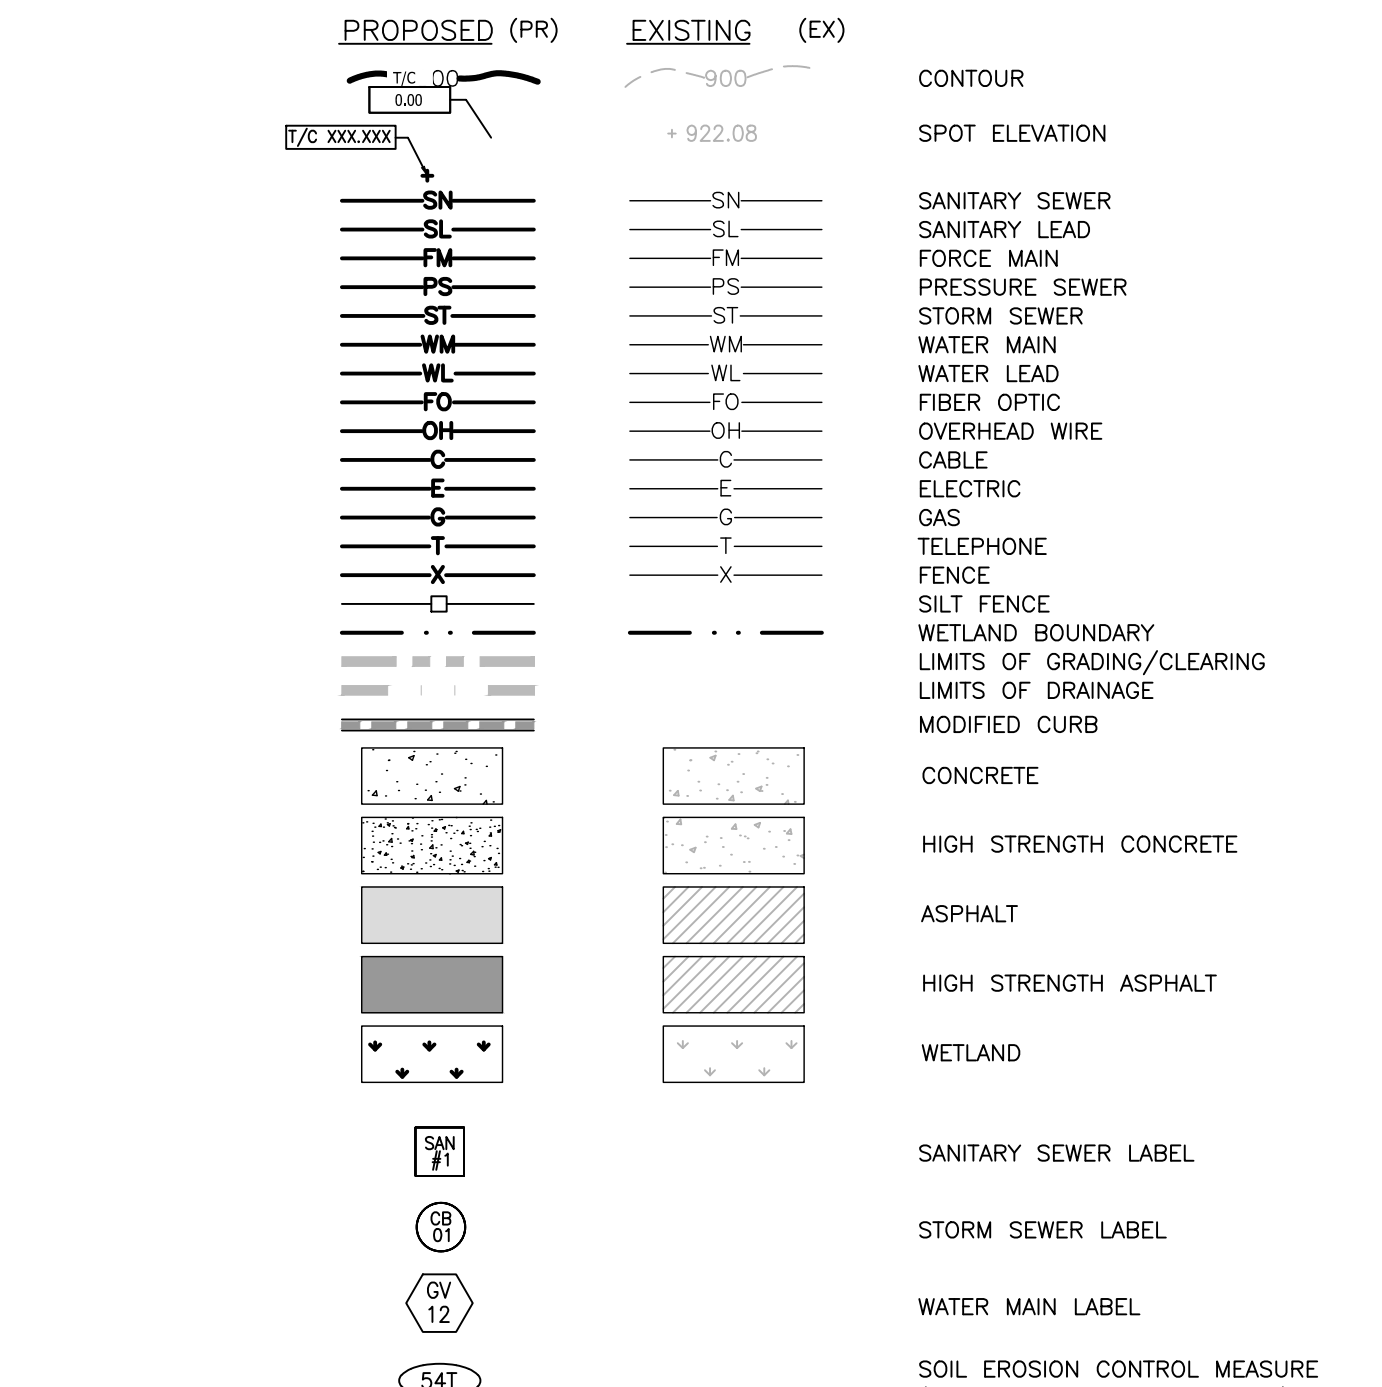 PROPOSED (PR) EXISTING (EX)
T/C 00 900 CONTOUR
0.00
T/C XXX.XXX + 922.08 SPOT ELEVATION
SN SN SANITARY SEWER
SL SL SANITARY LEAD
FM FM FORCE MAIN
PS PS PRESSURE SEWER
ST ST STORM SEWER
WM WM WATER MAIN
WL WL WATER LEAD
FO FO FIBER OPTIC
OH OH OVERHEAD WIRE
C C CABLE
E E ELECTRIC
G G GAS
T T TELEPHONE
X X FENCE
SILT FENCE
WETLAND BOUNDARY
LIMITS OF GRADING/CLEARING
LIMITS OF DRAINAGE
MODIFIED CURB
CONCRETE
HIGH STRENGTH CONCRETE
ASPHALT
HIGH STRENGTH ASPHALT
WETLAND
SAN
#1 SANITARY SEWER LABEL
CB
01 STORM SEWER LABEL
GV
12 WATER MAIN LABEL
54T SOIL EROSION CONTROL MEASURE